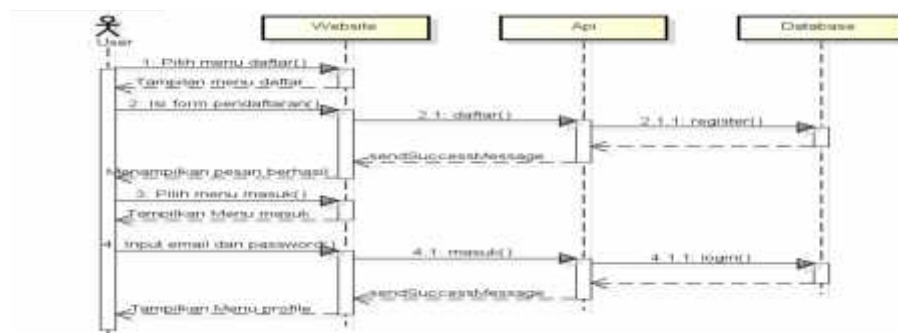 User
Website
Api
Database
1. Pilih menu daftar()
Tampilan menu daftar
2. Isi form pendaftaran()
2.1: daftar()
2.1.1: register()
sendSuccessMessage
Menampilkan pesan berhasil
3. Pilih menu masuk()
Tampilkan Menu masuk
4. Input email dan password()
4.1: masuk()
4.1.1: login()
sendSuccessMessage
Tampilkan Menu profile